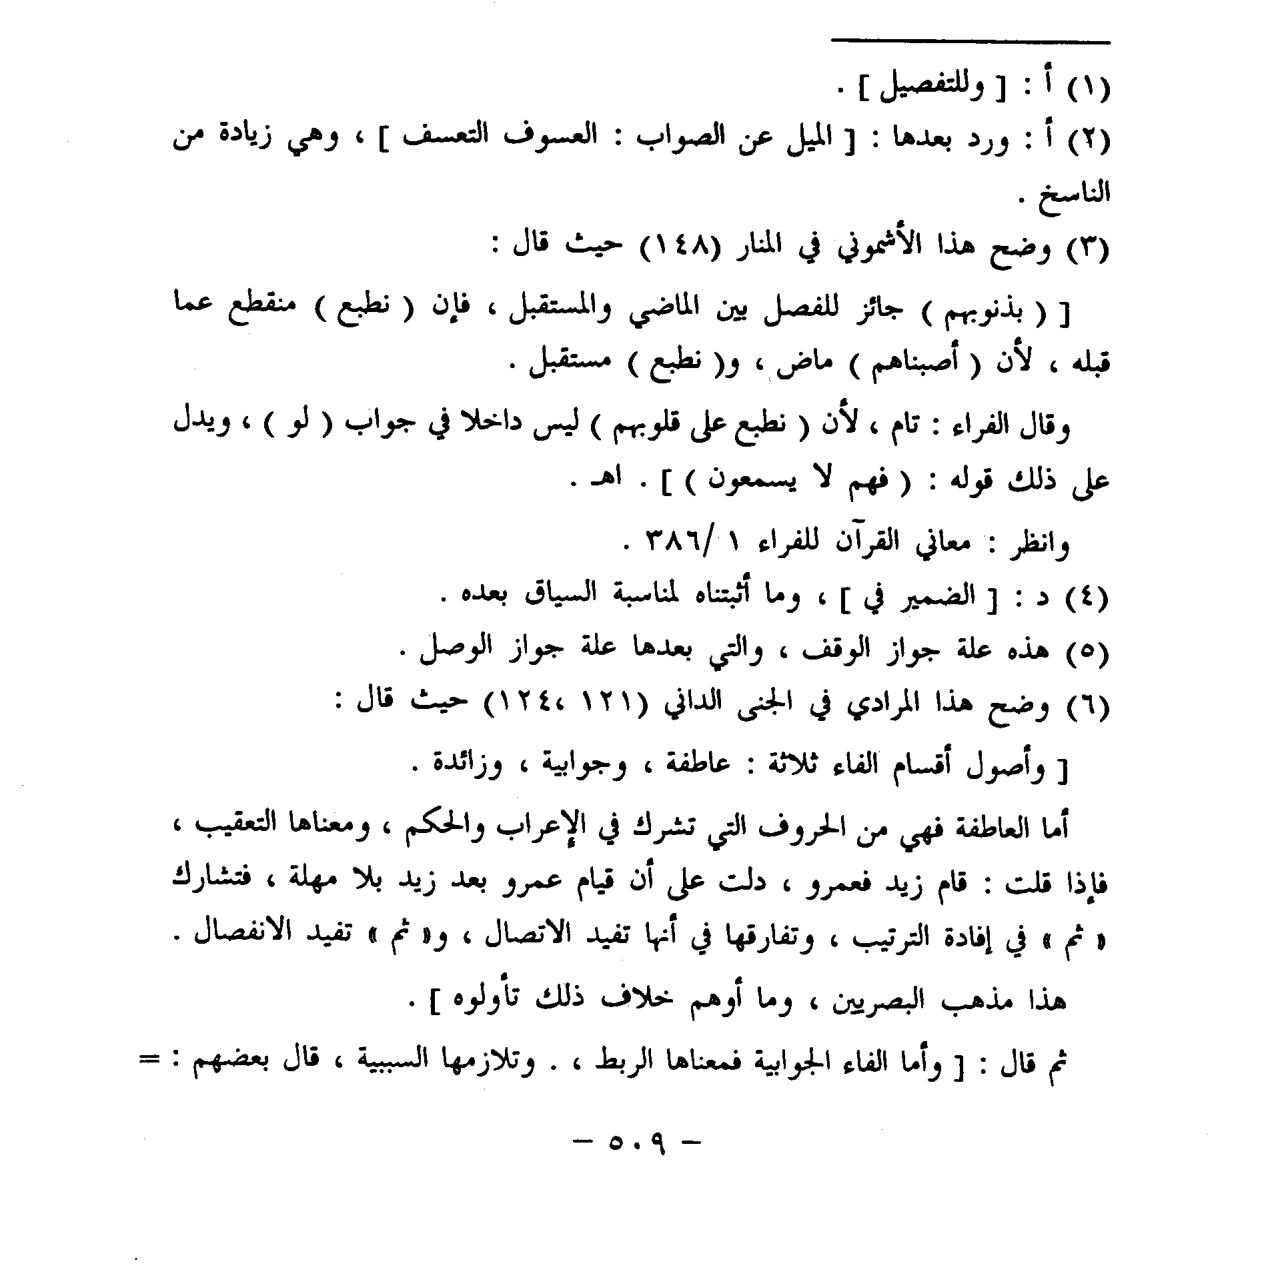 (١) أ : [ وللتفصيل ] .
(٢) أ : ورد بعدها : [ الميل عن الصواب : العسوف التعسف ] ، وهي زيادة من
الناسخ .
(٣) وضح هذا الأشموني في المنار (١٤٨) حيث قال :
[ ( بذنوبهم ) جائز للفصل بين الماضي والمستقبل ، فإن ( نطبع ) منقطع عما
قبله ، لأن ( أصبناهم ) ماض ، و( نطبع ) مستقبل .
وقال الفراء : تام ، لأن ( نطبع على قلوبهم ) ليس داخلا في جواب ( لو ) ، ويدل
على ذلك قوله : ( فهم لا يسمعون ) ] . اهـ .
وانظر : معاني القرآن للفراء ١ /٣٨٦ .
(٤) د : [ الضمير في ] ، وما أثبتناه لمناسبة السياق بعده .
(٥) هذه علة جواز الوقف ، والتي بعدها علة جواز الوصل .
(٦) وضح هذا المرادي في الجنى الداني (١٢١ ،١٢٤) حيث قال :
[ وأصول أقسام الفاء ثلاثة : عاطفة ، وجوابية ، وزائدة .
أما العاطفة فهي من الحروف التي تشرك في الإعراب والحكم ، ومعناها التعقيب ،
فإذا قلت : قام زيد فعمرو ، دلت على أن قيام عمرو بعد زيد بلا مهلة ، فتشارك
« ثم » في إفادة الترتيب ، وتفارقها في أنها تفيد الاتصال ، و« ثم » تفيد الانفصال .
هذا مذهب البصريين ، وما أوهم خلاف ذلك تأولوه ] .
ثم قال : [ وأما الفاء الجوابية فمعناها الربط ، . وتلازمها السببية ، قال بعضهم : =
− ٥٠٩ −